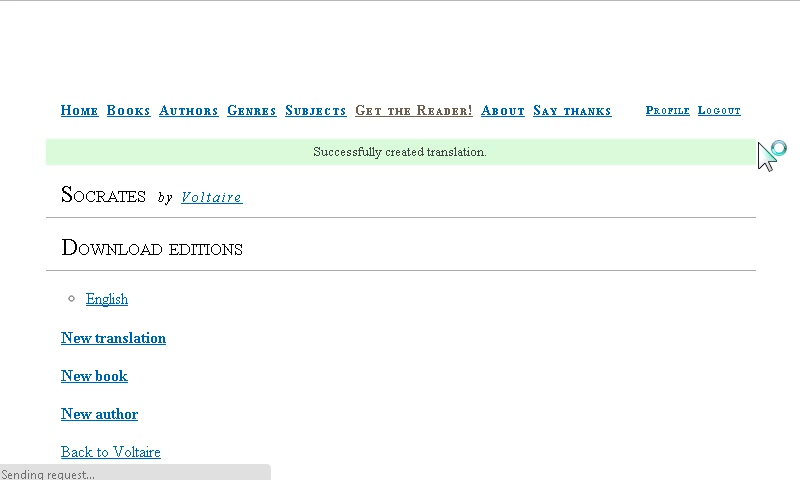 Home Books Authors Genres Subjects Get the Reader! About Say thanks Profile Logout
Successfully created translation.
Socrates by Voltaire
Download editions
English
New translation
New book
New author
Back to Voltaire
Sending request...